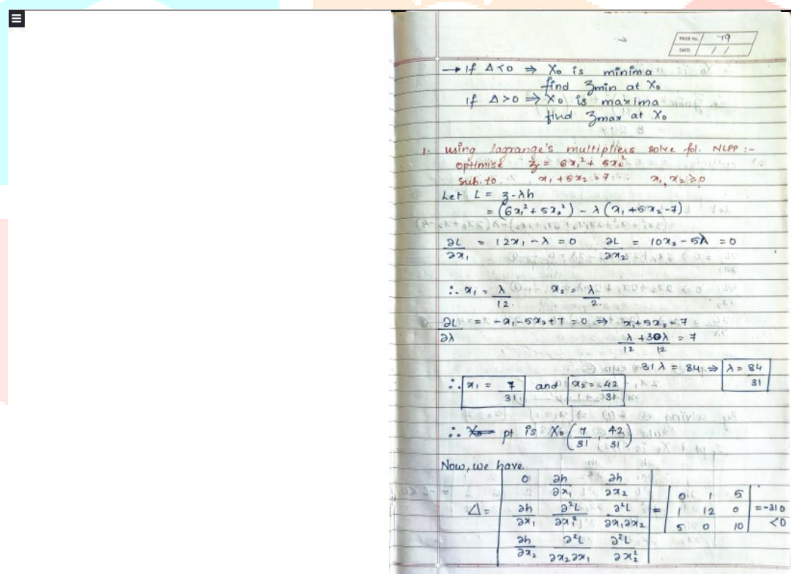 PAGE No. 79
DATE / /
→ If Δ<0 ⇒ X₀ is minima
find zmin at X₀
If Δ>0 ⇒ X₀ is maxima
find zmax at X₀
1. Using lagrange's multipliers solve fol. NLPP :-
optimise z = 6x₁² + 5x₂²
Sub. to x₁ + 5x₂ = 7 x₁, x₂ ≥ 0
Let L = z - λh
= (6x₁² + 5x₂²) - λ (x₁ + 5x₂ - 7)
∂L/∂x₁ = 12x₁ - λ = 0 ∂L/∂x₂ = 10x₂ - 5λ = 0
∴ x₁ = λ/12 x₂ = λ/2
∂L/∂λ = -x₁ - 5x₂ + 7 = 0 ⇒ x₁ + 5x₂ = 7
λ/12 + 30λ/12 = 7
31λ = 84 ⇒ λ = 84/31
∴ x₁ = 7/31 and x₂ = 42/31
∴ pt is X₀ (7/31, 42/31)
Now, we have
Δ = | 0 ∂h/∂x₁ ∂h/∂x₂ | = | 0 1 5 | = -310 < 0
| ∂h/∂x₁ ∂²L/∂x₁² ∂²L/∂x₁∂x₂ | | 1 12 0 |
| ∂h/∂x₂ ∂²L/∂x₂∂x₁ ∂²L/∂x₂² | | 5 0 10 |